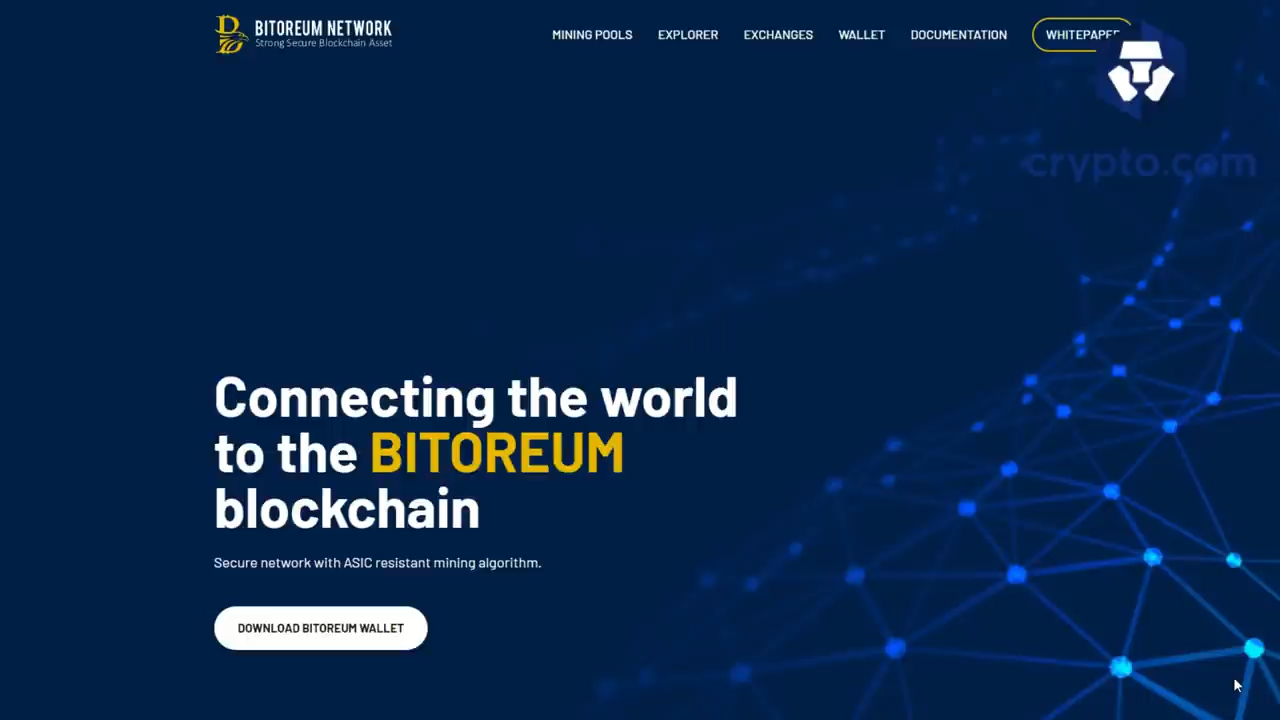 BITOREUM NETWORK
Strong Secure Blockchain Asset
MINING POOLS
EXPLORER
EXCHANGES
WALLET
DOCUMENTATION
WHITEPAPER
crypto.com
Connecting the world
to the BITOREUM
blockchain
Secure network with ASIC resistant mining algorithm.
DOWNLOAD BITOREUM WALLET